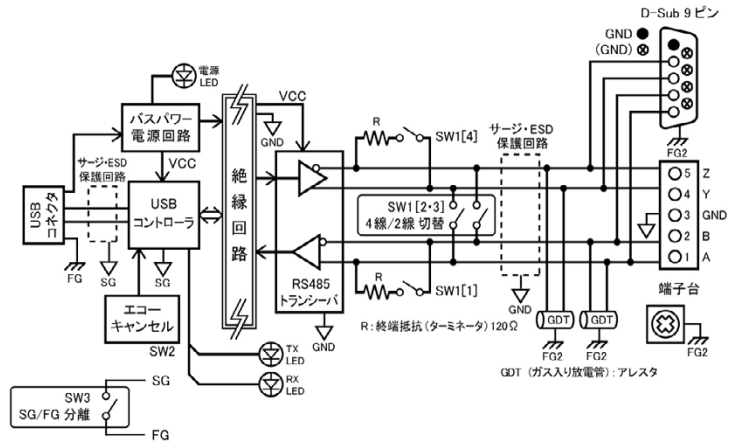 D-Sub 9 ピン
GND
(GND)
電源
LED
バスパワー
電源回路
VCC
GND
VCC
R
SW1[4]
サージ・ESD
保護回路
FG2
サージ・ESD
保護回路
VCC
USB
コネクタ
USB
コントローラ
絶縁回路
SW1[2・3]
4線/2線 切替
5 Z
4 Y
3 GND
2 B
1 A
端子台
FG
SG
SG
RS485
トランシーバ
R
SW1[1]
GND
GND
R:終端抵抗(ターミネータ)120Ω
GDT
GDT
FG2
FG2
FG2
GDT (ガス入り放電管):アレスタ
エコー
キャンセル
SW2
TX
LED
RX
LED
SW3
SG/FG 分離
SG
FG